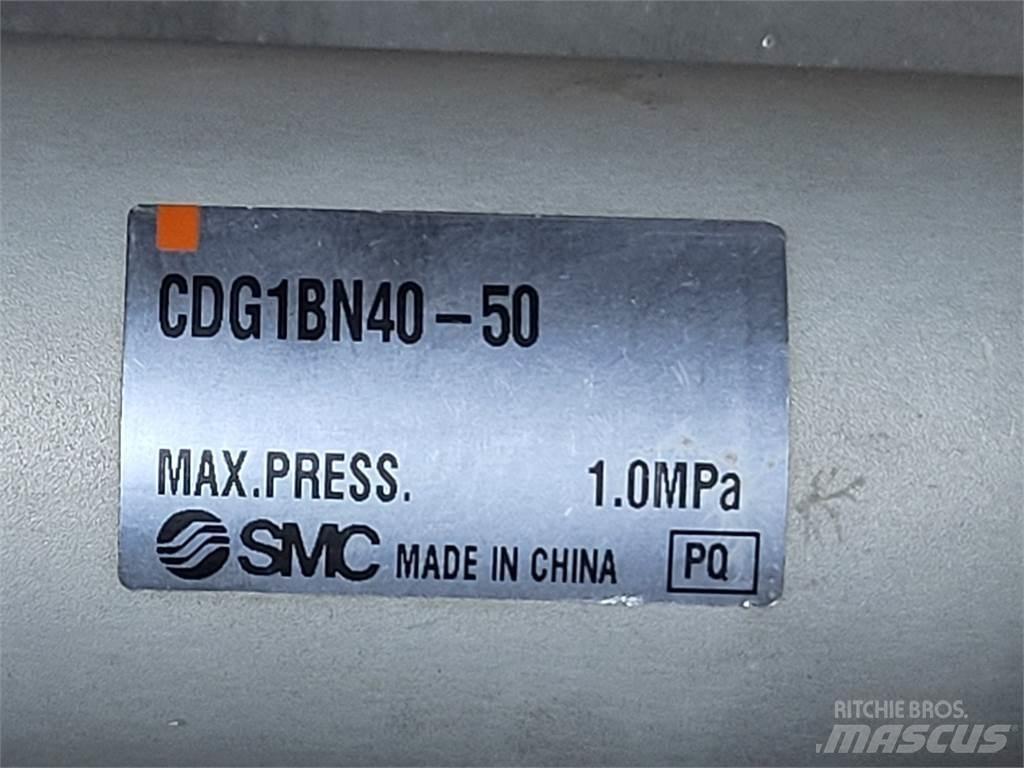 CDG1BN40-50
MAX.PRESS. 1.0MPa
SMC MADE IN CHINA PQ
RITCHIE BROS.
MASCUS